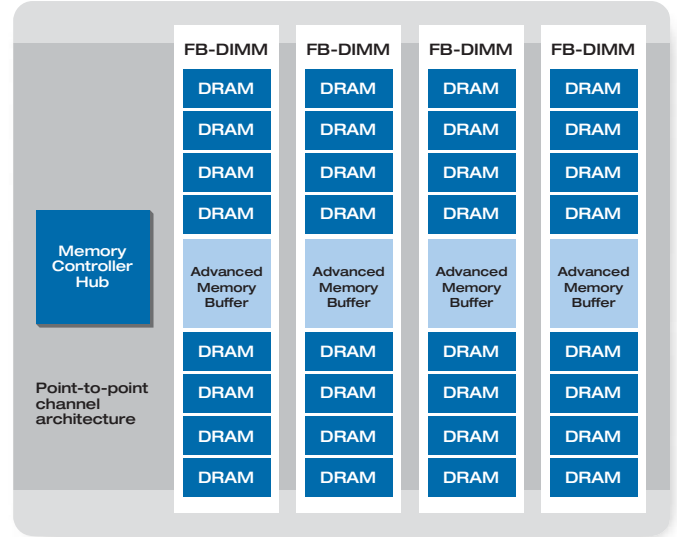 FB-DIMM FB-DIMM FB-DIMM FB-DIMM
DRAM DRAM DRAM DRAM
DRAM DRAM DRAM DRAM
DRAM DRAM DRAM DRAM
DRAM DRAM DRAM DRAM
Memory
Controller
Hub
Advanced Advanced Advanced Advanced
Memory Memory Memory Memory
Buffer Buffer Buffer Buffer
DRAM DRAM DRAM DRAM
Point-to-point
channel
architecture
DRAM DRAM DRAM DRAM
DRAM DRAM DRAM DRAM
DRAM DRAM DRAM DRAM